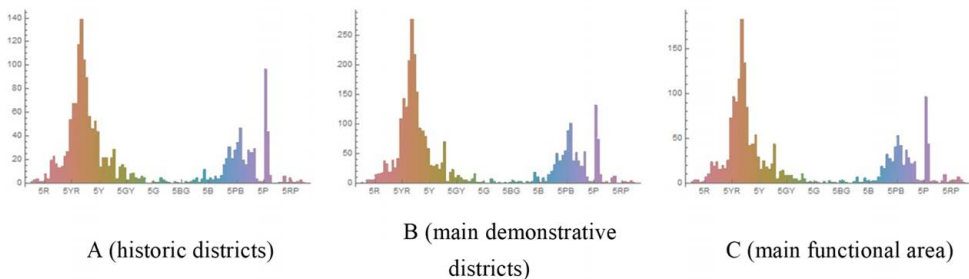 140
120
100
80
60
40
20
0
5R 5YR 5Y 5GY 5G 5BG 5B 5PB 5P 5RP
A (historic districts)
250
200
150
100
50
0
5R 5YR 5Y 5GY 5G 5BG 5B 5PB 5P 5RP
B (main demonstrative
districts)
150
100
50
0
5R 5YR 5Y 5GY 5G 5BG 5B 5PB 5P 5RP
C (main functional area)